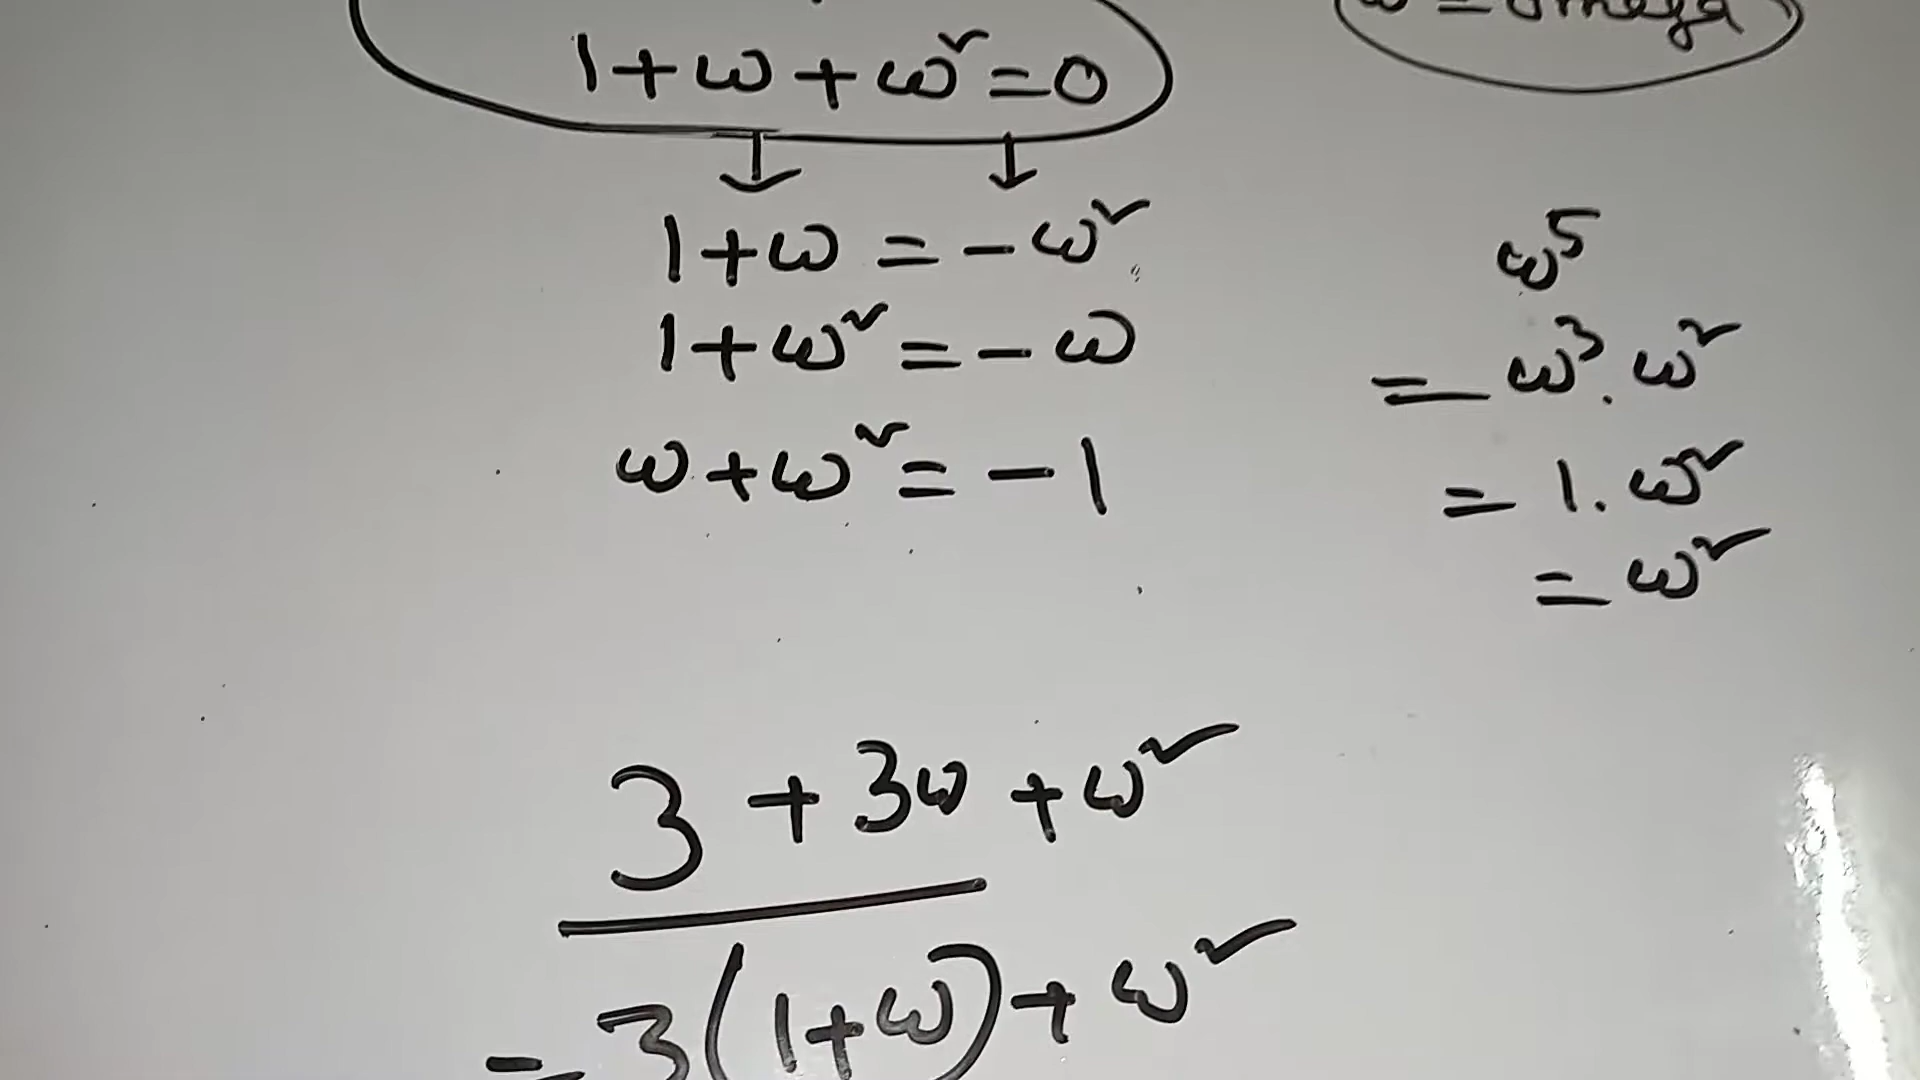 1+ω+ω²=0
ω = omega
1+ω = -ω²
1+ω² = -ω
ω+ω² = -1
ω⁵
= ω³.ω²
= 1.ω²
= ω²
3 + 3ω + ω²
= 3(1+ω)+ω²